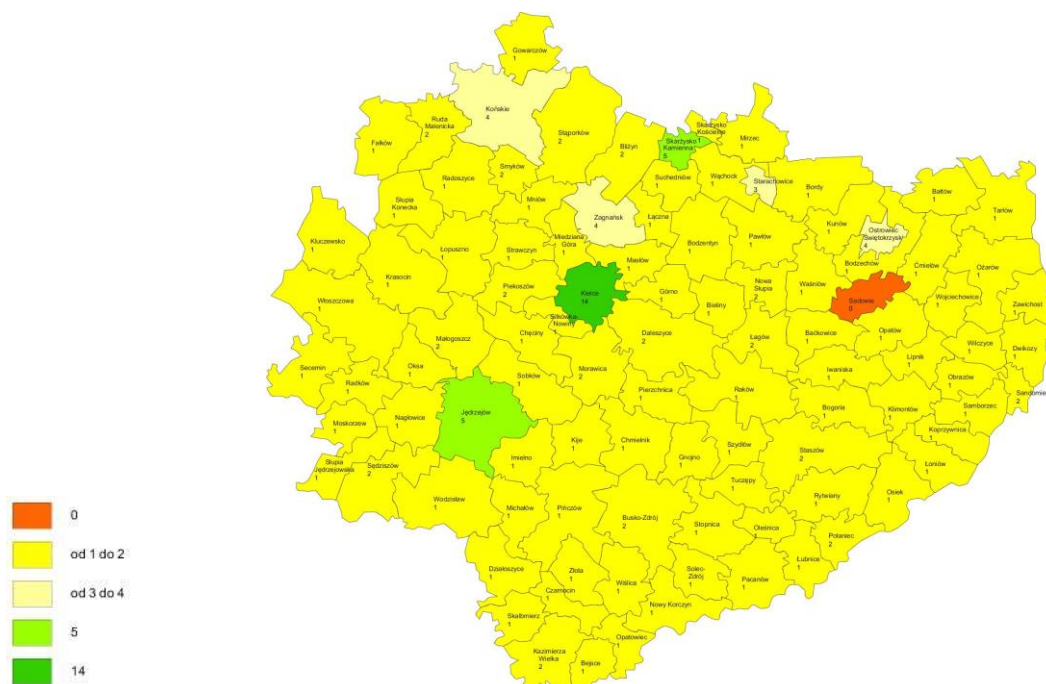 Gowarczów
1
Końskie
4
Ruda
Malenicka
2
Fałków
1
Stąporków
2
Bliżyn
2
Skarżysko
Kościelne
1
Skarżysko
Kamienna
5
Mirzec
1
Radoszyce
1
Smyków
2
Słupia
Konecka
1
Mniów
1
Zagnańsk
4
Suchedniów
1
Wąchock
1
Starachowice
3
Brody
1
Bałtów
1
Tarłów
1
Kunów
1
Ostrowiec
Świętokrzyski
4
Łączna
1
Bodzentyn
1
Pawłów
1
Kluczewsko
1
Łopuszno
1
Strawczyn
1
Miedziana
Góra
1
Masłów
1
Bodzechów
1
Ćmielów
1
Ożarów
1
Krasocin
1
Włoszczowa
1
Piekoszów
2
Kielce
14
Górno
1
Bieliny
1
Nowa
Słupia
2
Waśniów
1
Sadowie
0
Wojciechowice
1
Zawichost
1
Sitkówka-
Nowiny
1
Małogoszcz
2
Chęciny
1
Daleszyce
2
Łagów
2
Baćkowice
1
Opatów
1
Wilczyce
1
Dwikozy
1
Secemin
1
Radków
1
Oksa
1
Sobków
1
Morawica
2
Pierzchnica
1
Raków
1
Iwaniska
1
Lipnik
1
Obrazów
1
Sandomierz
2
Moskorzew
1
Nagłowice
1
Jędrzejów
5
Bogoria
1
Klimontów
1
Samborzec
1
Koprzywnica
1
Słupia
Jędrzejowska
1
Sędziszów
2
Imielno
1
Kije
1
Chmielnik
1
Gnojno
1
Szydłów
1
Staszów
2
Łoniów
1
Tuczępy
1
Rytwiany
1
Osiek
1
Wodzisław
1
Michałów
1
Pińczów
1
Busko-Zdrój
2
Stopnica
1
Oleśnica
1
Połaniec
2
Łubnice
1
Działoszyce
1
Złota
1
Wiślica
1
Solec-
Zdrój
1
Pacanów
1
Czarnocin
1
Nowy Korczyn
1
Skalbmierz
1
Opatowiec
1
Kazimierza
Wielka
2
Bejsce
1
0
od 1 do 2
od 3 do 4
5
14